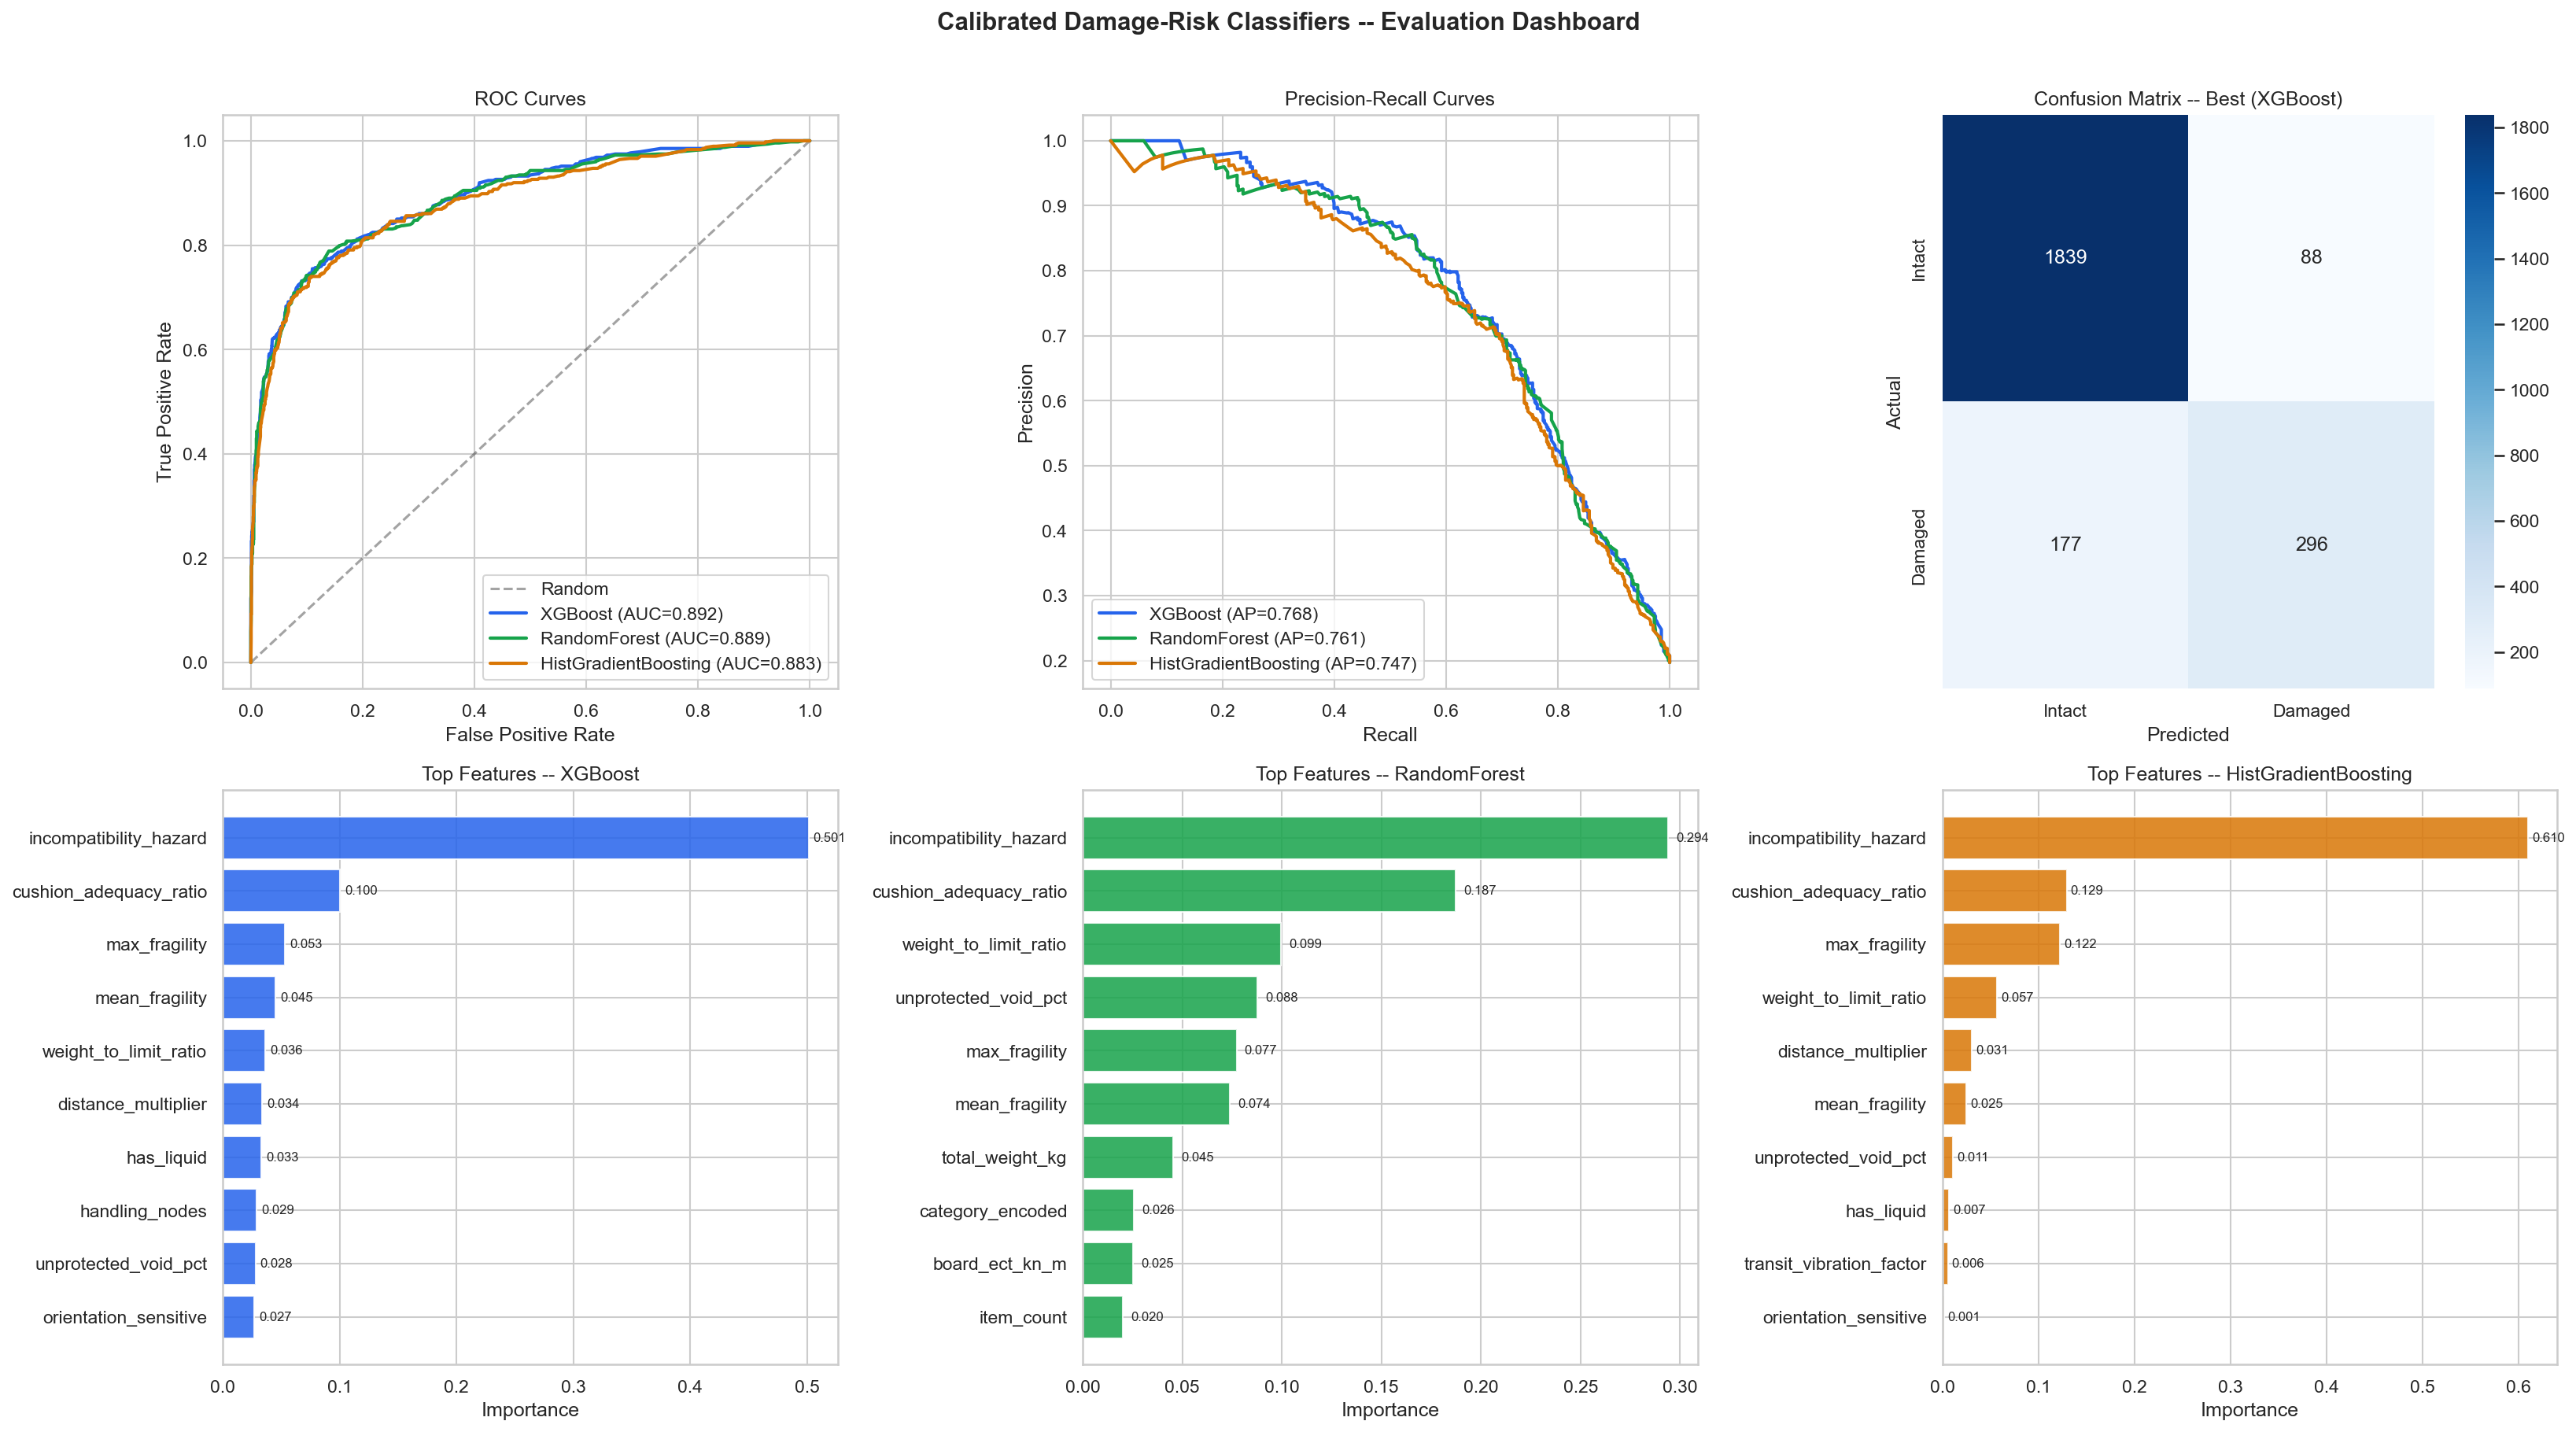 Calibrated Damage-Risk Classifiers -- Evaluation Dashboard
ROC Curves
True Positive Rate
1.0
0.8
0.6
0.4
0.2
0.0
Random
XGBoost (AUC=0.892)
RandomForest (AUC=0.889)
HistGradientBoosting (AUC=0.883)
0.0 0.2 0.4 0.6 0.8 1.0
False Positive Rate
Precision-Recall Curves
Precision
1.0
0.9
0.8
0.7
0.6
0.5
0.4
0.3
0.2
XGBoost (AP=0.768)
RandomForest (AP=0.761)
HistGradientBoosting (AP=0.747)
0.0 0.2 0.4 0.6 0.8 1.0
Recall
Confusion Matrix -- Best (XGBoost)
Actual
Intact 1839 88
Damaged 177 296
Intact Damaged
Predicted
1800
1600
1400
1200
1000
800
600
400
200
Top Features -- XGBoost
incompatibility_hazard 0.501
cushion_adequacy_ratio 0.100
max_fragility 0.053
mean_fragility 0.045
weight_to_limit_ratio 0.036
distance_multiplier 0.034
has_liquid 0.033
handling_nodes 0.029
unprotected_void_pct 0.028
orientation_sensitive 0.027
0.0 0.1 0.2 0.3 0.4 0.5
Importance
Top Features -- RandomForest
incompatibility_hazard 0.294
cushion_adequacy_ratio 0.187
weight_to_limit_ratio 0.099
unprotected_void_pct 0.088
max_fragility 0.077
mean_fragility 0.074
total_weight_kg 0.045
category_encoded 0.026
board_ect_kn_m 0.025
item_count 0.020
0.00 0.05 0.10 0.15 0.20 0.25 0.30
Importance
Top Features -- HistGradientBoosting
incompatibility_hazard 0.610
cushion_adequacy_ratio 0.129
max_fragility 0.122
weight_to_limit_ratio 0.057
distance_multiplier 0.031
mean_fragility 0.025
unprotected_void_pct 0.011
has_liquid 0.007
transit_vibration_factor 0.006
orientation_sensitive 0.001
0.0 0.1 0.2 0.3 0.4 0.5 0.6
Importance